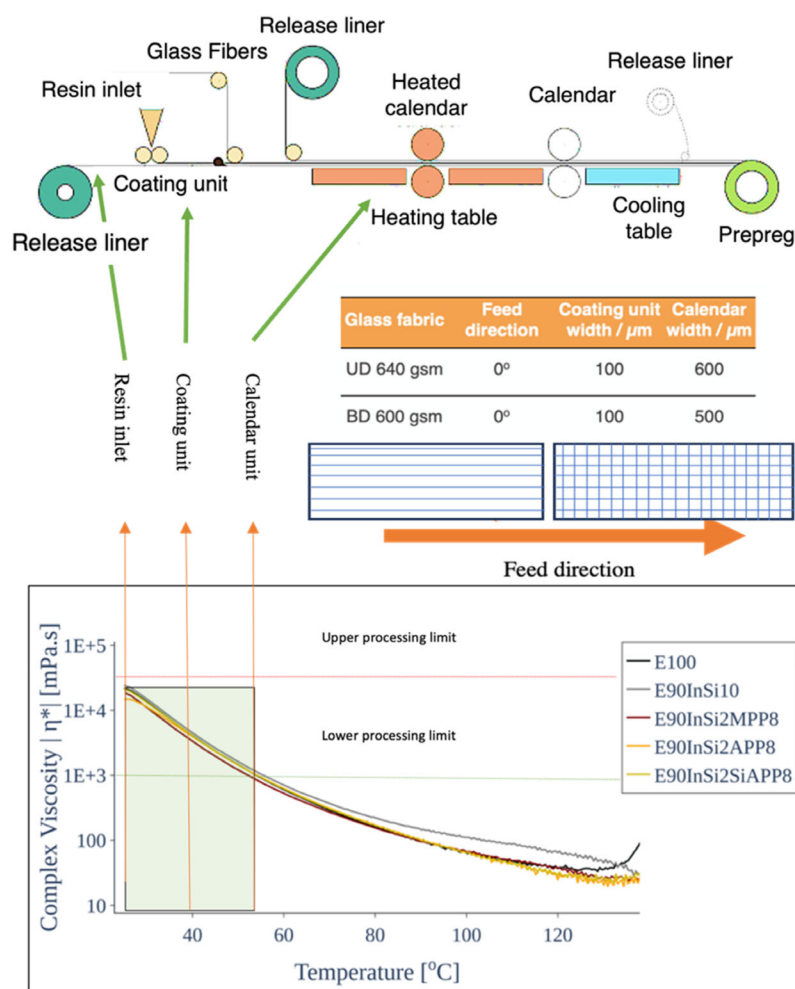 Release liner
Glass Fibers
Resin inlet
Heated
calendar
Calendar
Release liner
Coating unit
Heating table
Cooling
table
Release liner
Prepreg
Glass fabric
Feed
direction
Coating unit
width / µm
Calendar
width / µm
UD 640 gsm
0º
100
600
BD 600 gsm
0º
100
500
Resin inlet
Coating unit
Calendar unit
Feed direction
Complex Viscosity | η*| [mPa.s]
1E+5
1E+4
1E+3
100
10
Upper processing limit
Lower processing limit
E100
E90InSi10
E90InSi2MPP8
E90InSi2APP8
E90InSi2SiAPP8
40
60
80
100
120
Temperature [ºC]